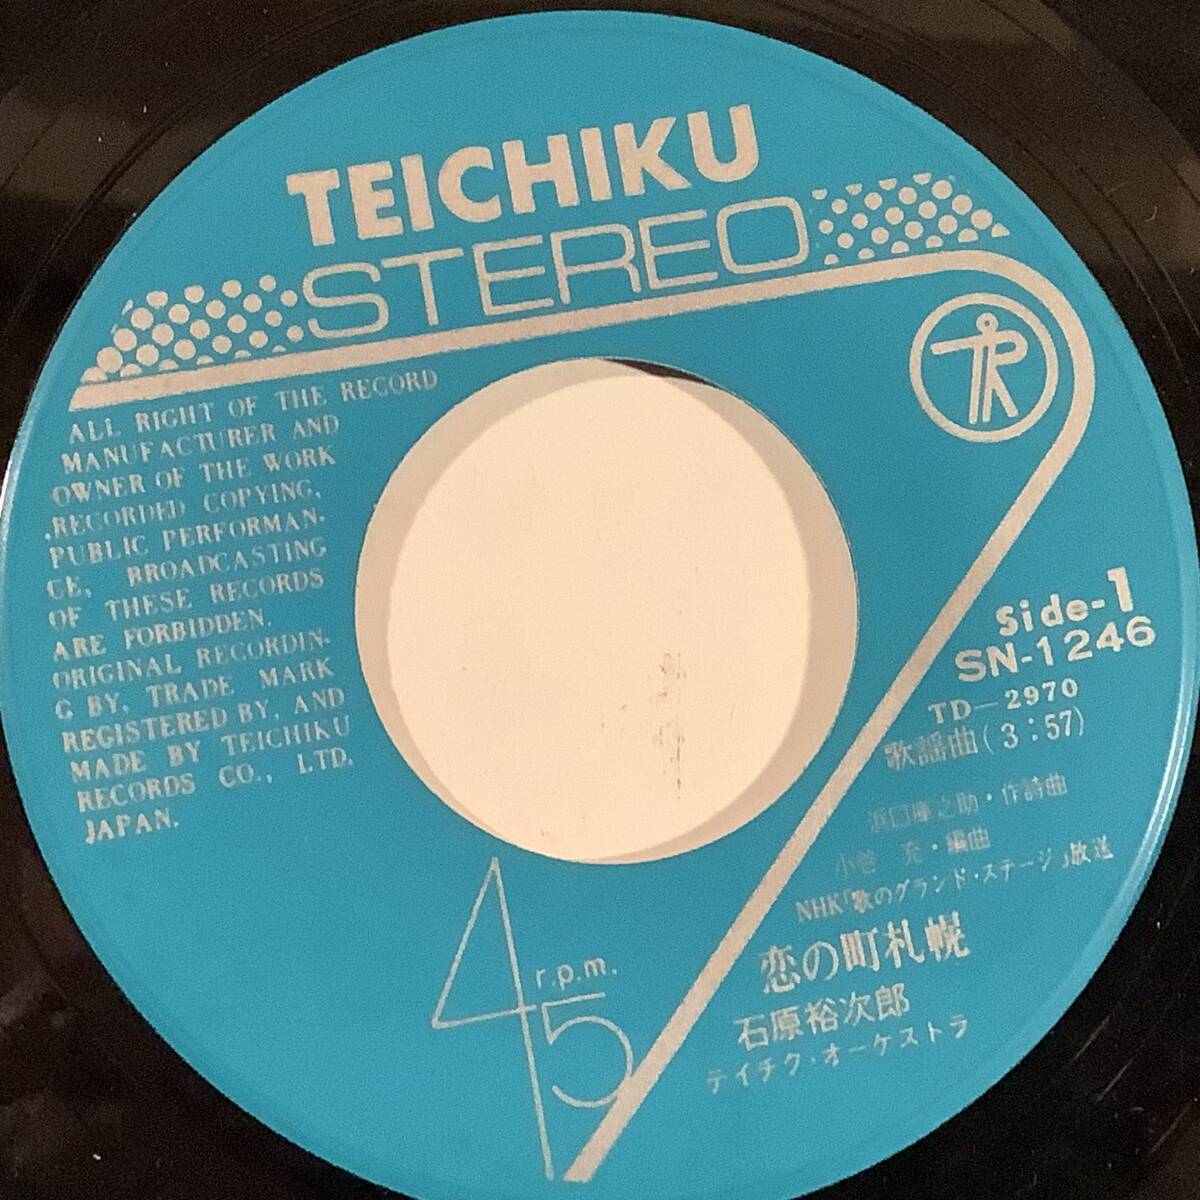 TEICHIKU
STEREO
ALL RIGHT OF THE RECORD
MANUFACTURER AND
OWNER OF THE WORK
RECORDED COPYING,
PUBLIC PERFORMAN-
CE, BROADCASTING
OF THESE RECORDS
ARE FORBIDDEN.
ORIGINAL RECORDIN-
G BY, TRADE MARK
REGISTERED BY, AND
MADE BY TEICHIKU
RECORDS CO., LTD.
JAPAN.
Side-1
SN-1246
TD-2970
歌謡曲(3:57)
浜口庫之助・作詩曲
小谷 充・編曲
NHK「歌のグランド・ステージ」放送
恋の町札幌
石原裕次郎
テイチク・オーケストラ
45 r.p.m.